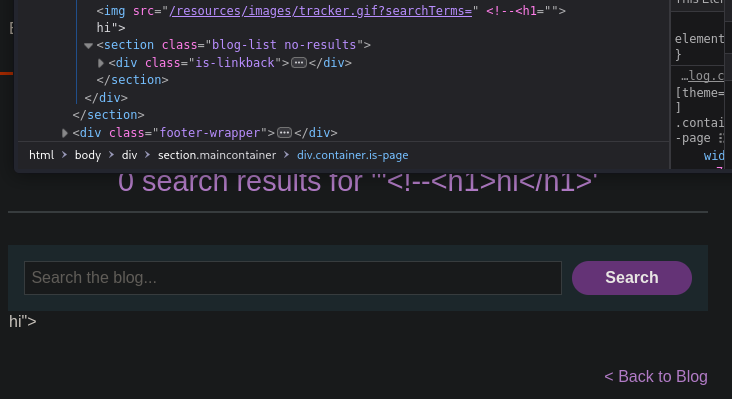 This Ele
<img src="/resources/images/tracker.gif?searchTerms=" <!--<h1="">
hi">
<section class="blog-list no-results">
<div class="is-linkback"> ⋯ </div>
</section>
</div>
</section>
<div class="footer-wrapper"> ⋯ </div>
html > body > div > section.maincontainer > div.container.is-page
element
}
…log.c
[theme=
]
.contai
-page
wid
0 search results for '"<!--<h1>hi</h1>'
Search the blog...
Search
hi">
< Back to Blog